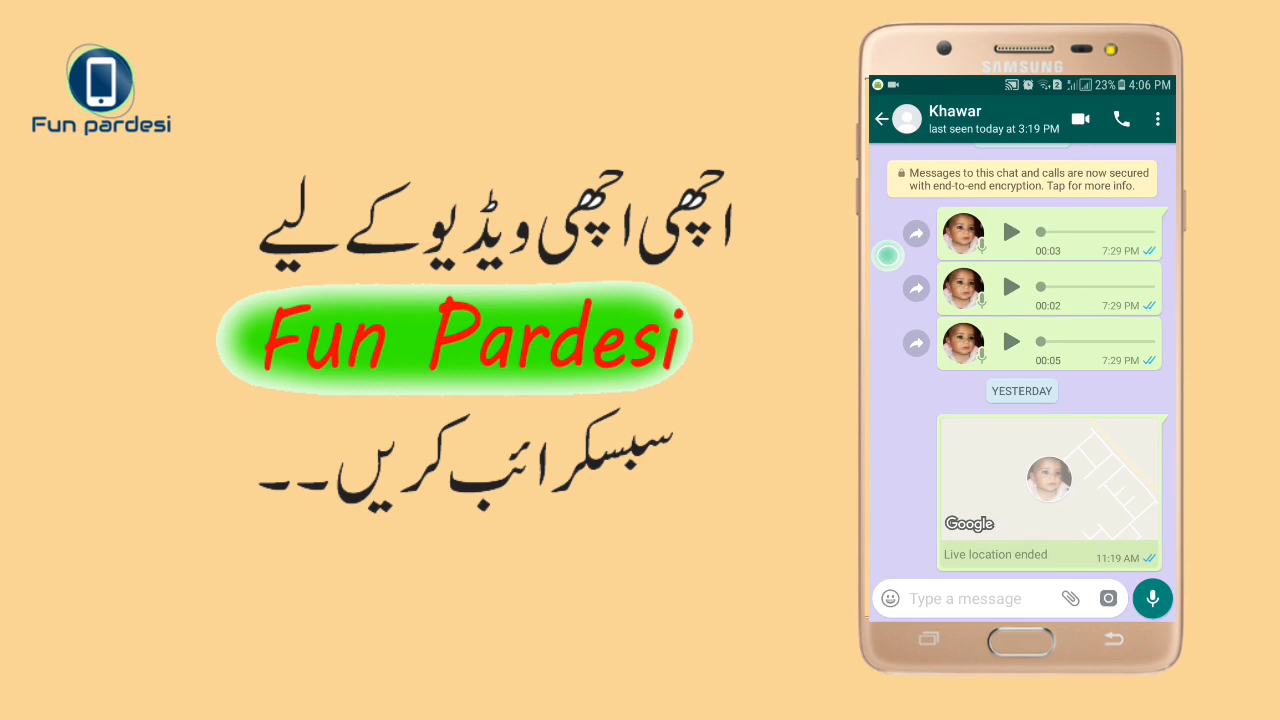 Fun pardesi
اچھی اچھی ویڈیو کے لیے
Fun Pardesi
سبسکرائب کریں۔۔
SAMSUNG
23% 4:06 PM
Khawar
last seen today at 3:19 PM
Messages to this chat and calls are now secured
with end-to-end encryption. Tap for more info.
00:03 7:29 PM
00:02 7:29 PM
00:05 7:29 PM
YESTERDAY
Google
Live location ended 11:19 AM
Type a message